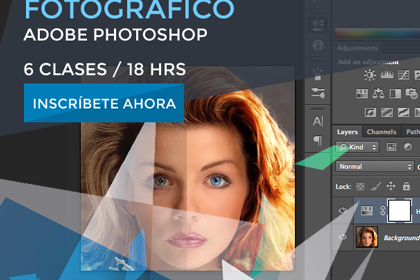 FOTOGRÁFICO
ADOBE PHOTOSHOP
6 CLASES / 18 HRS
INSCRÍBETE AHORA
Adjustments
Add an adjustment
Layers Channels Path
Kind
Normal
Lock:
Background